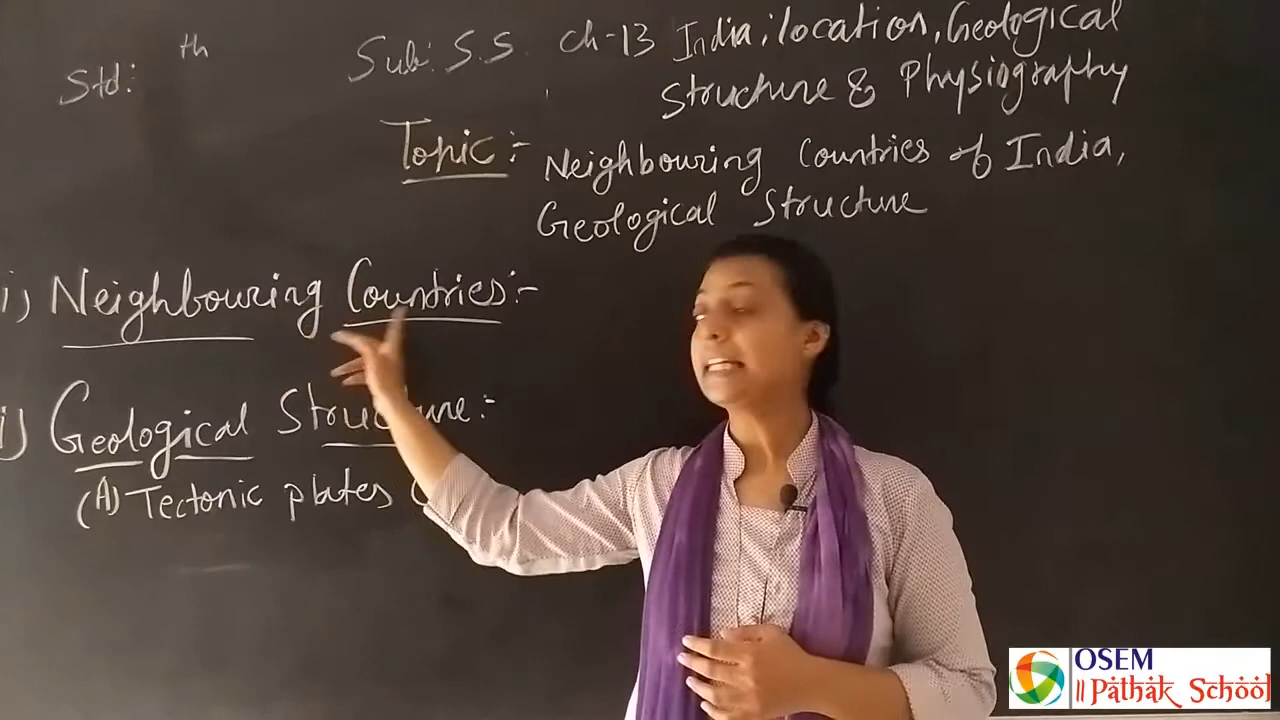 Std: th Sub: S.S. Ch-13 India: location, Geological
Structure & Physiography
Topic:- Neighbouring Countries of India,
Geological Structure
i) Neighbouring Countries:-
i) Geological Structure:-
(A) Tectonic plates (
OSEM
|| Pathak School